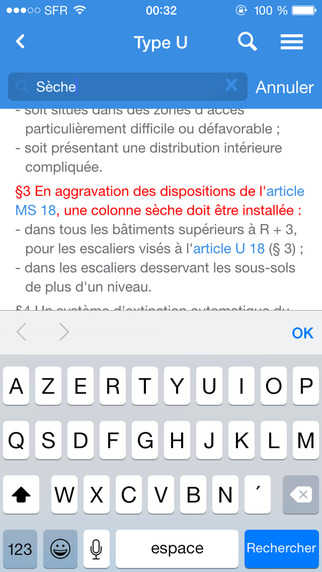 SFR 00:32 100 %
Type U
Sèche Annuler
- soit situés dans des zones d'accès
particulièrement difficile ou défavorable ;
- soit présentant une distribution intérieure
compliquée.
§3 En aggravation des dispositions de l'article
MS 18, une colonne sèche doit être installée :
- dans tous les bâtiments supérieurs à R + 3,
pour les escaliers visés à l'article U 18 (§ 3) ;
- dans les escaliers desservant les sous-sols
de plus d'un niveau.
§4 Un système d'extinction automatique du
OK
A Z E R T Y U I O P
Q S D F G H J K L M
W X C V B N ´
123 espace Rechercher